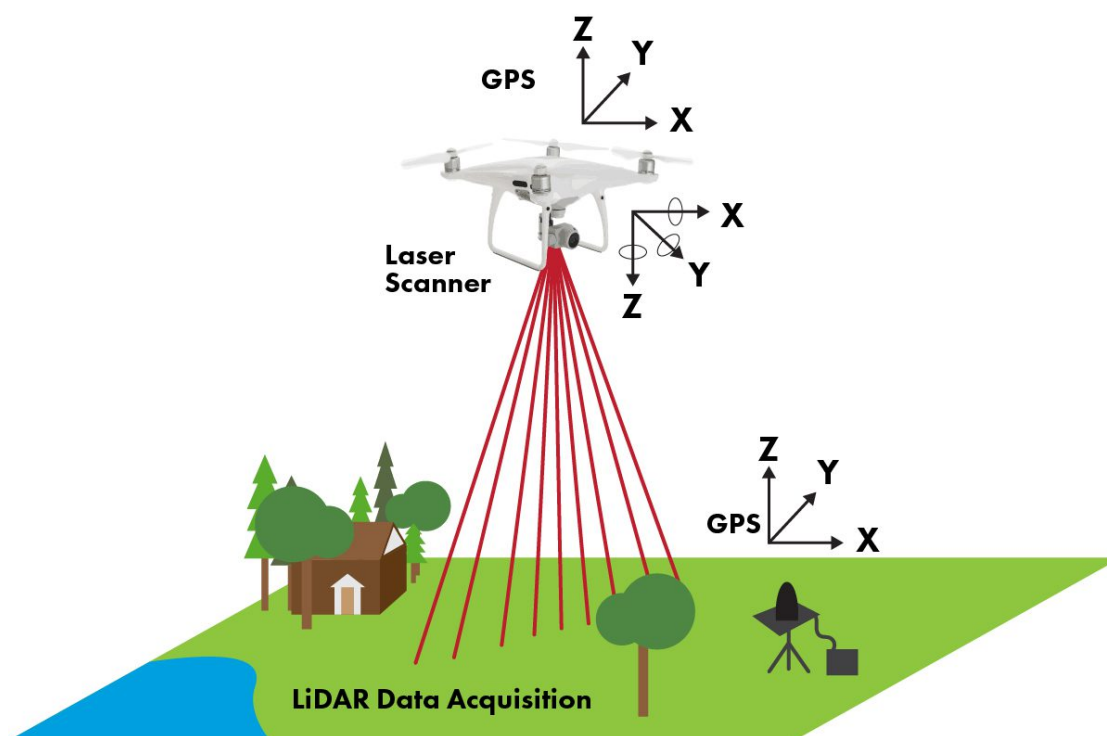 Z
Y
GPS
X
X
Laser
Scanner
Y
Z
Z
Y
GPS
X
LiDAR Data Acquisition